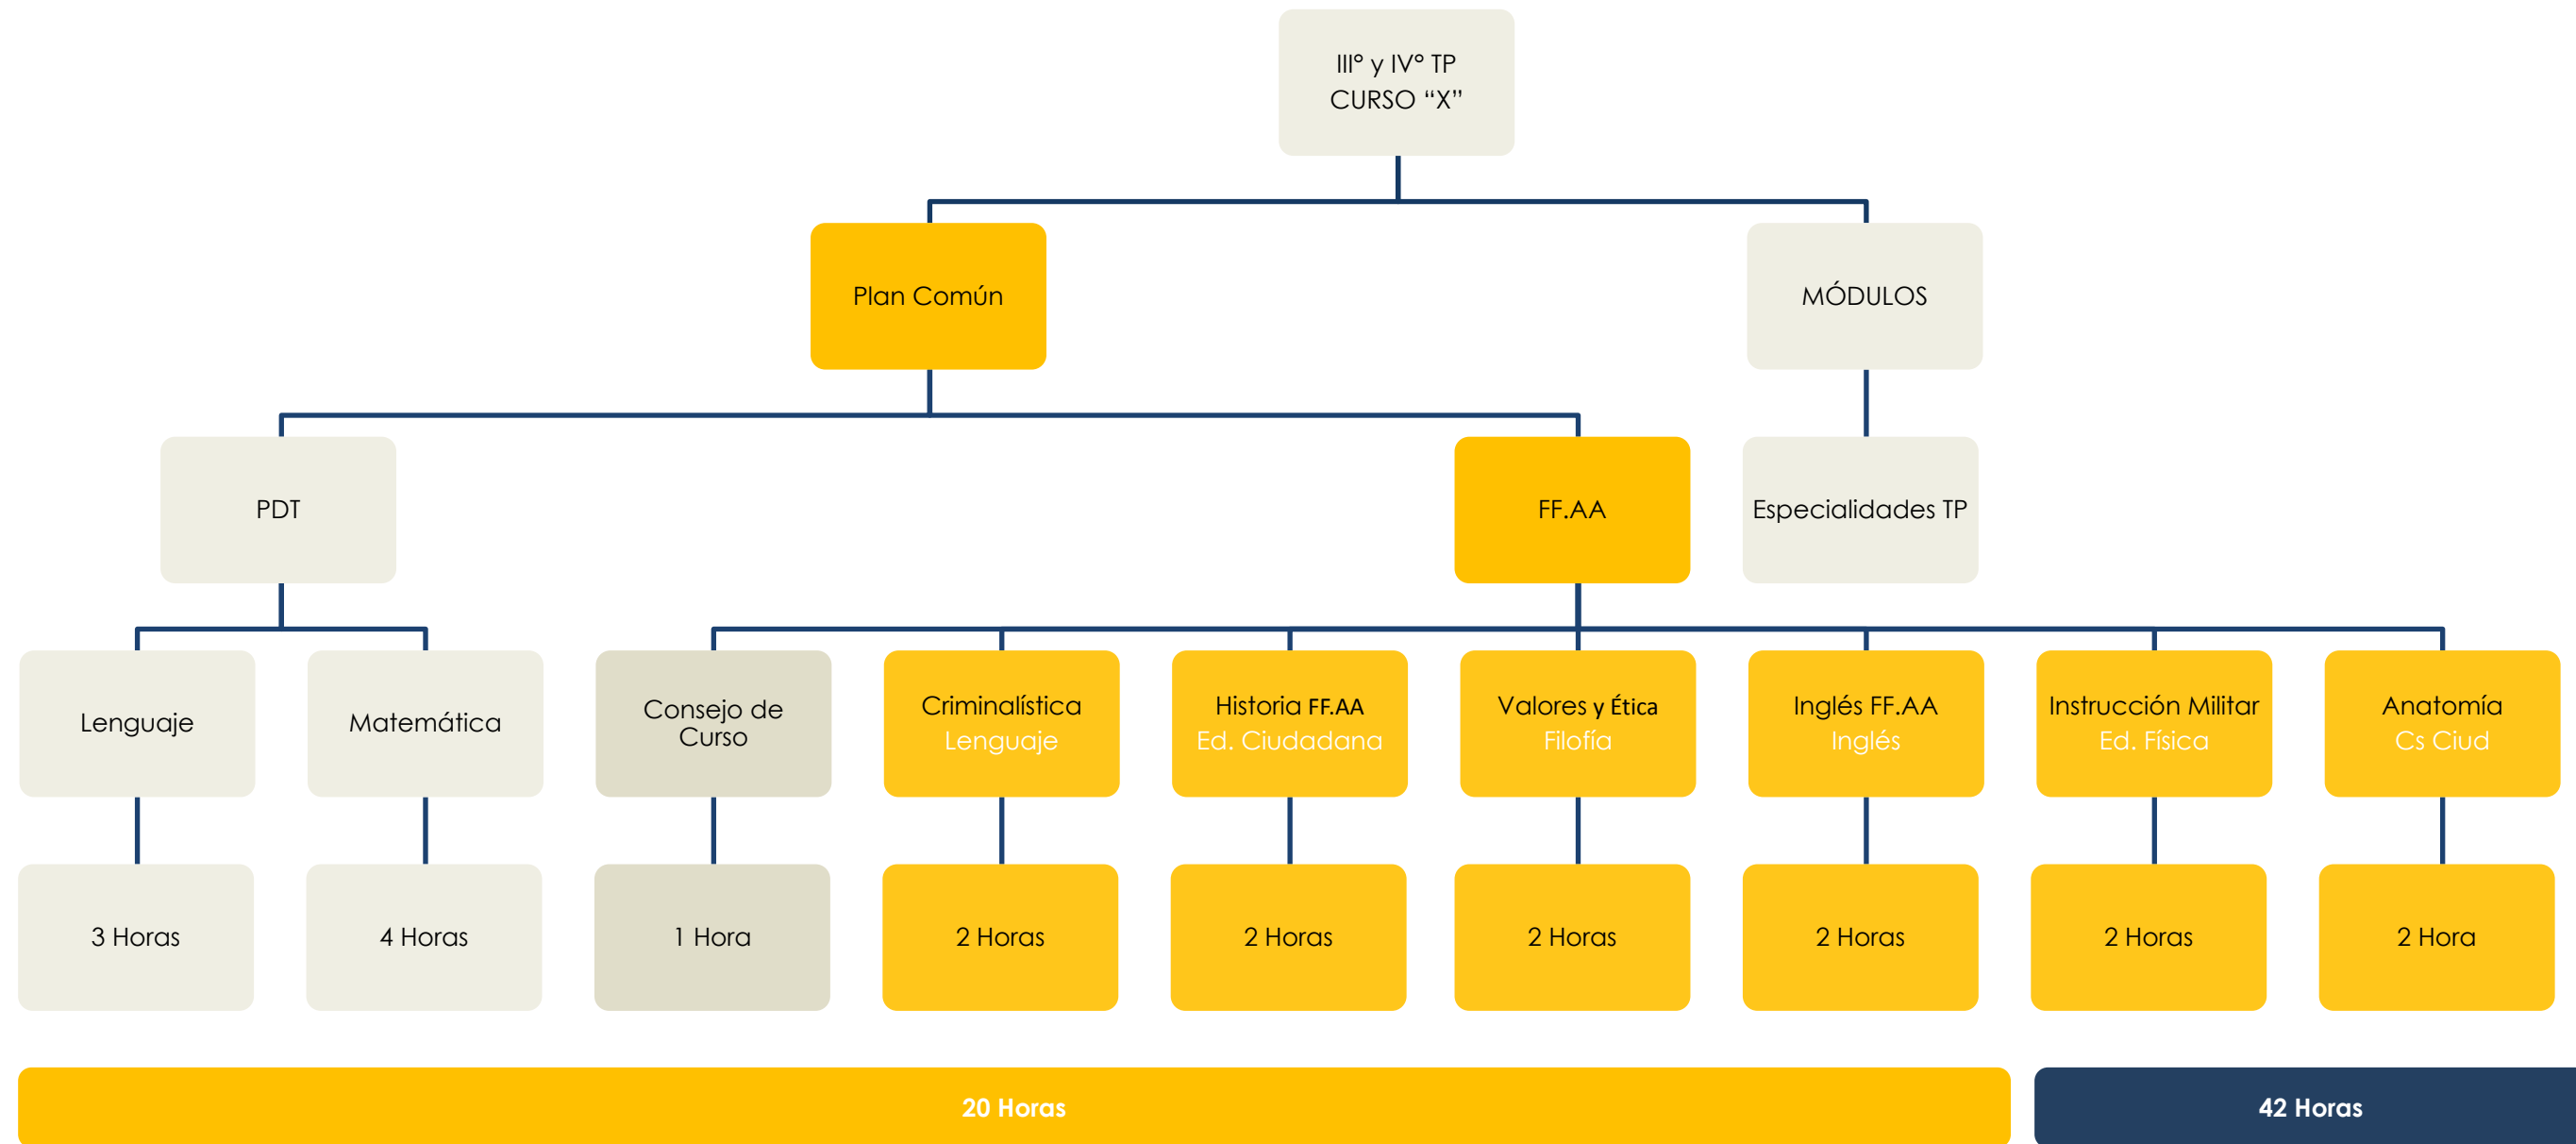 III° y IV° TP
CURSO “X”
Plan Común
MÓDULOS
PDT
FF.AA
Especialidades TP
Lenguaje
Matemática
Consejo de
Curso
Criminalística
Lenguaje
Historia FF.AA
Ed. Ciudadana
Valores y Ética
Filofía
Inglés FF.AA
Inglés
Instrucción Militar
Ed. Física
Anatomía
Cs Ciud
3 Horas
4 Horas
1 Hora
2 Horas
2 Horas
2 Horas
2 Horas
2 Horas
2 Hora
20 Horas
42 Horas